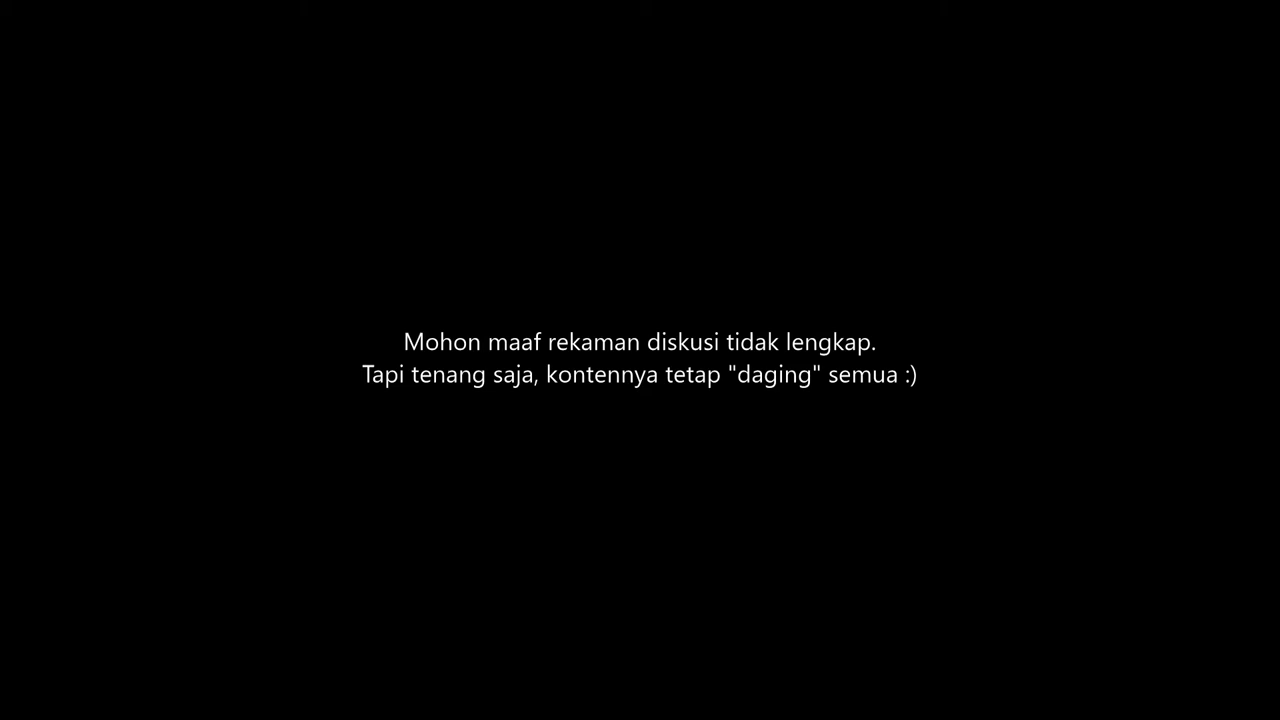 Mohon maaf rekaman diskusi tidak lengkap.
Tapi tenang saja, kontennya tetap "daging" semua :)